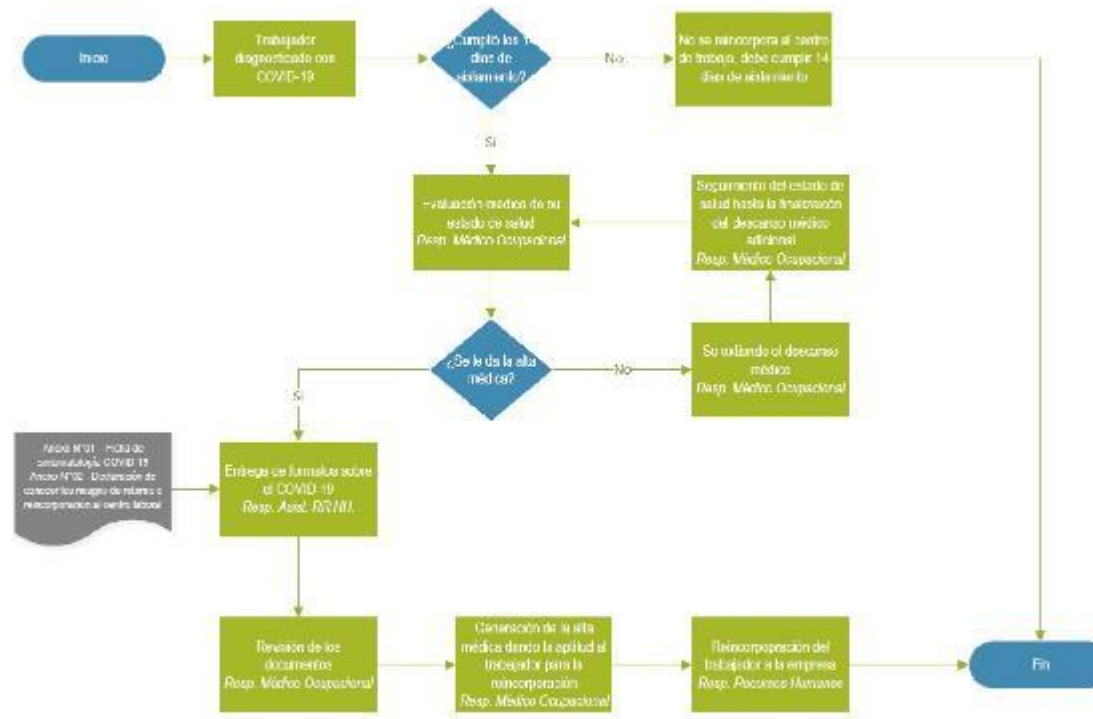 Inicio
Trabajador
diagnosticado con
COVID-19
¿Cumplió los
días de
aislamiento?
No
No se reincorpora al centro
de trabajo, debe cumplir 14
días de aislamiento
Sí
Evaluación médica de su
estado de salud
Resp. Médico Ocupacional
Seguimiento del estado de
salud hasta la finalización
del descanso médico
adicional
Resp. Médico Ocupacional
¿Se le da la alta
médica?
No
Se extiende el descanso
médico
Resp. Médico Ocupacional
Sí
Anexo N°01 - Ficha de
sintomatología COVID-19
Anexo N°02 - Declaración de
conocer los riesgos de retorno o
reincorporación al centro laboral
Entrega de formatos sobre
el COVID-19
Resp. Asist. RR.HH.
Revisión de los
documentos
Resp. Médico Ocupacional
Generación de la alta
médica dando la aptitud al
trabajador para la
reincorporación
Resp. Médico Ocupacional
Reincorporación del
trabajador a la empresa
Resp. Recursos Humanos
Fin